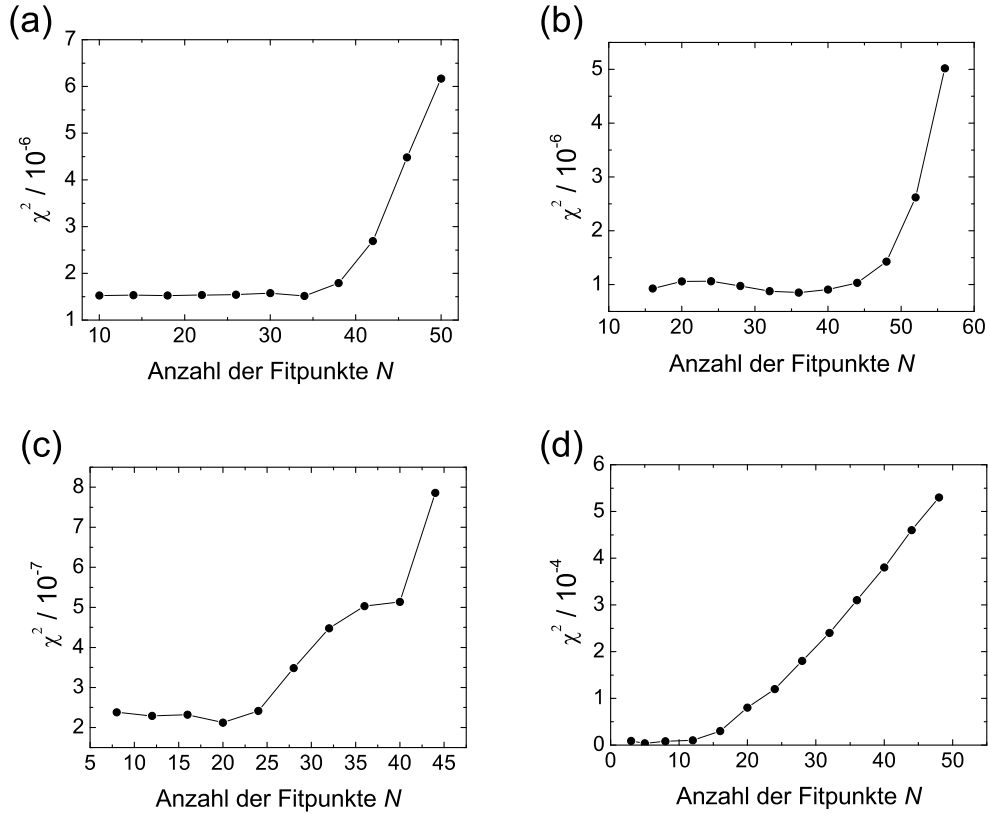 (a)
7
6
5
4
3
2
1
10 20 30 40 50
χ² / 10⁻⁶
Anzahl der Fitpunkte N
(b)
5
4
3
2
1
10 20 30 40 50 60
χ² / 10⁻⁶
Anzahl der Fitpunkte N
(c)
8
7
6
5
4
3
2
5 10 15 20 25 30 35 40 45
χ² / 10⁻⁷
Anzahl der Fitpunkte N
(d)
6
5
4
3
2
1
0
0 10 20 30 40 50
χ² / 10⁻⁴
Anzahl der Fitpunkte N